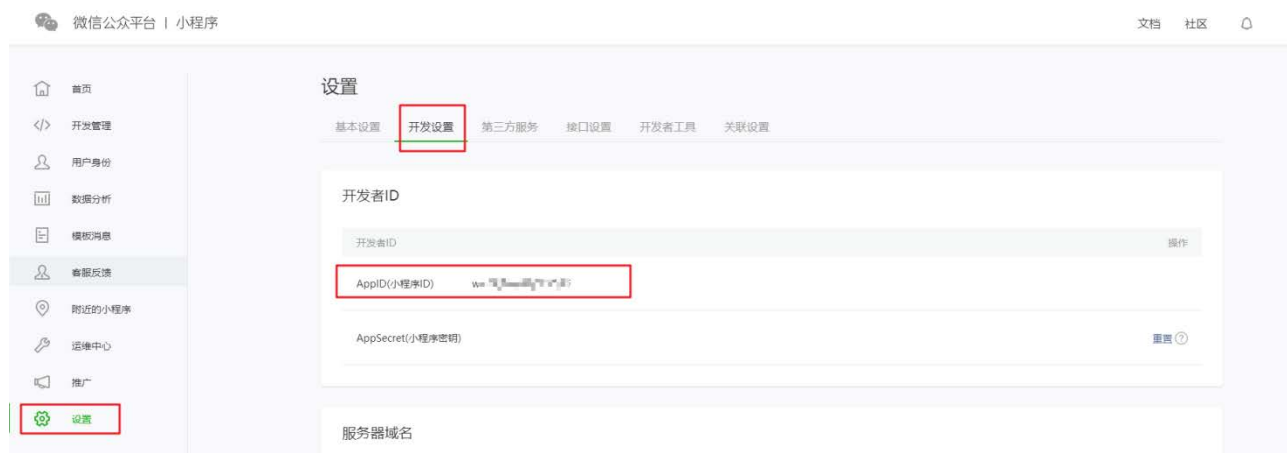 微信公众平台 | 小程序
文档 社区
首页
开发管理
用户身份
数据分析
模板消息
客服反馈
附近的小程序
运维中心
推广
设置
设置
基本设置 开发设置 第三方服务 接口设置 开发者工具 关联设置
开发者ID
开发者ID 操作
AppID(小程序ID)
AppSecret(小程序密钥) 重置
服务器域名